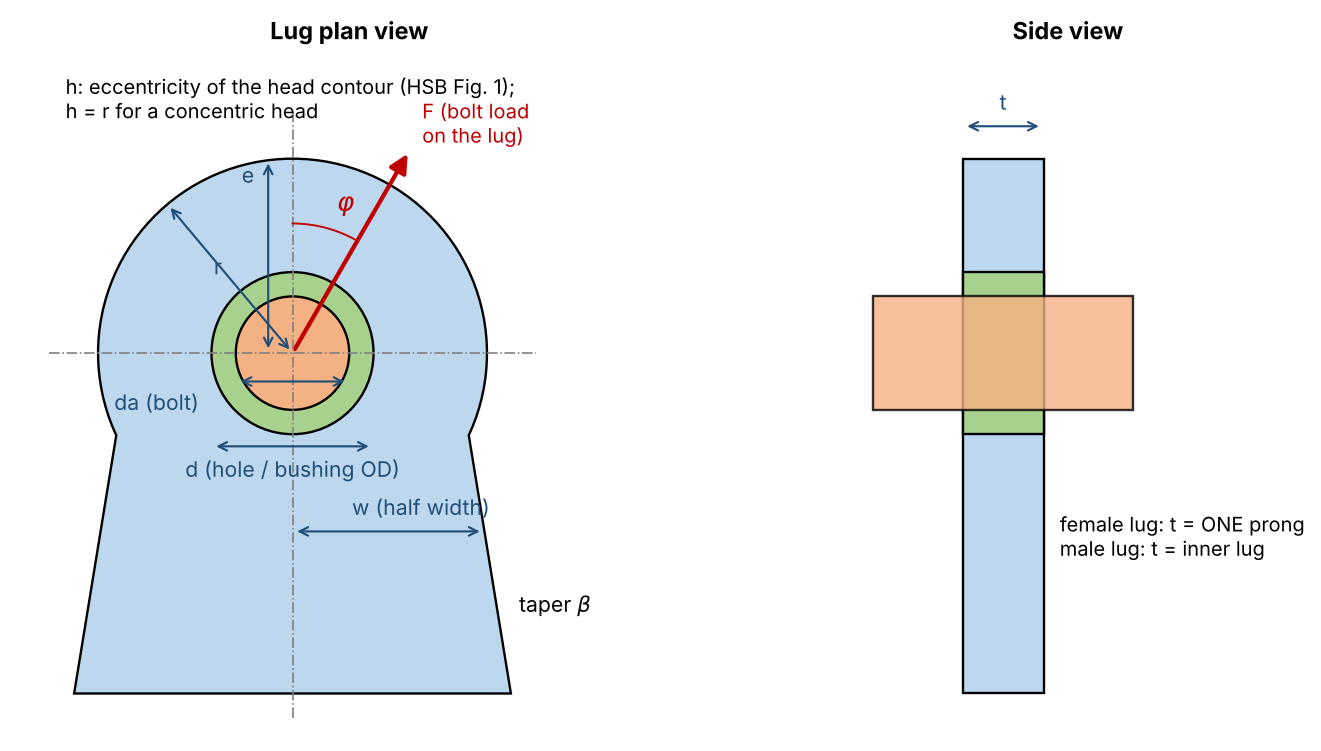 Lug plan view
Side view
h: eccentricity of the head contour (HSB Fig. 1);
h = r for a concentric head
F (bolt load
on the lug)
t
e
φ
r
da (bolt)
d (hole / bushing OD)
w (half width)
female lug: t = ONE prong
male lug: t = inner lug
taper β